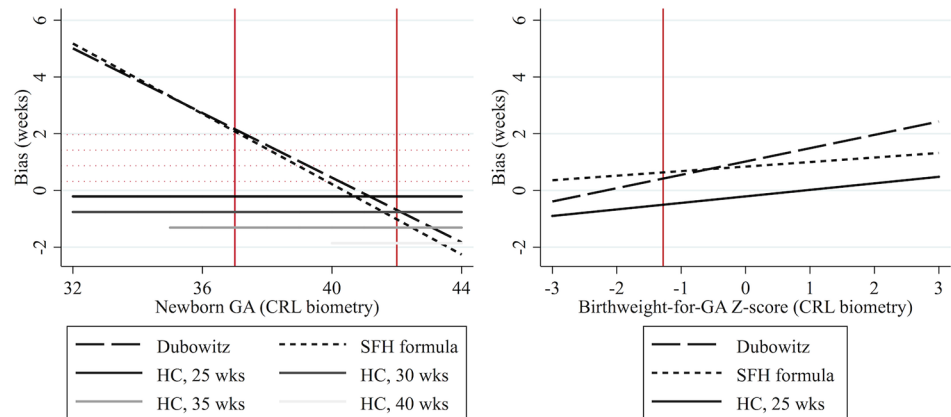 6
4
2
0
-2
Bias (weeks)
32 36 40 44
Newborn GA (CRL biometry)
Dubowitz SFH formula
HC, 25 wks HC, 30 wks
HC, 35 wks HC, 40 wks
6
4
2
0
-2
Bias (weeks)
-3 -2 -1 0 1 2 3
Birthweight-for-GA Z-score (CRL biometry)
Dubowitz
SFH formula
HC, 25 wks